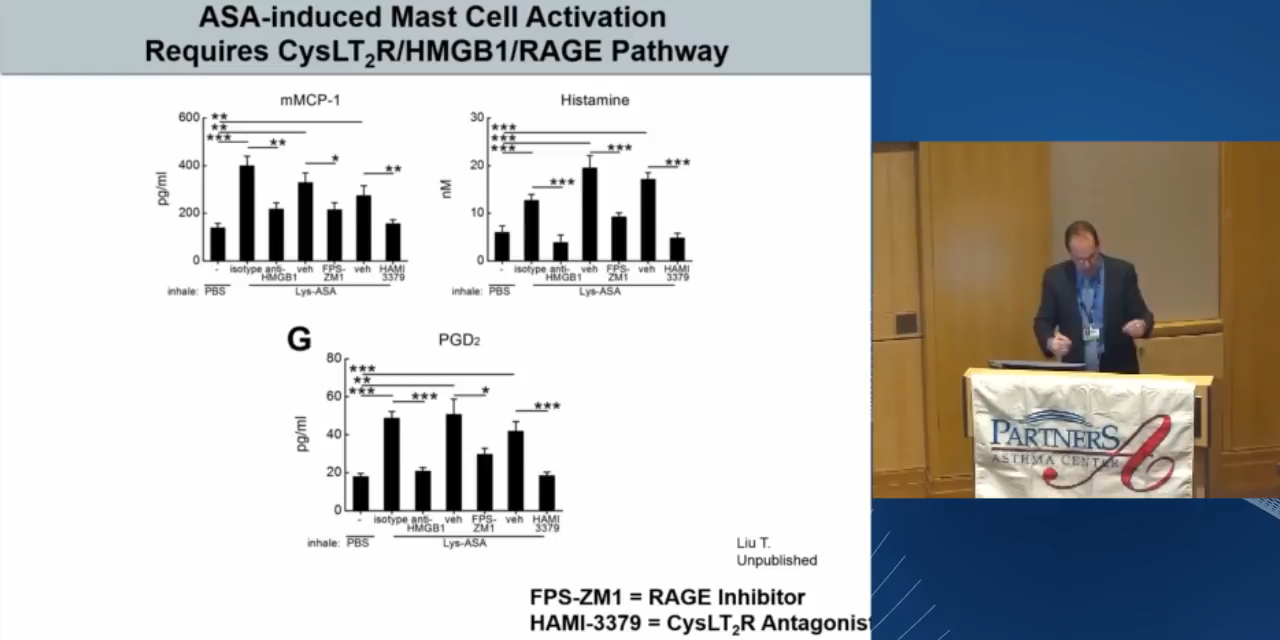 ASA-induced Mast Cell Activation
Requires CysLT2R/HMGB1/RAGE Pathway
mMCP-1
600
400
200
0
pg/ml
**
**
***
**
*
**
- isotype anti-HMGB1 veh FPS-ZM1 veh HAMI 3379
inhale: PBS Lys-ASA
Histamine
30
20
10
0
nM
***
***
***
***
***
***
- isotype anti-HMGB1 veh FPS-ZM1 veh HAMI 3379
inhale: PBS Lys-ASA
G
PGD2
80
60
40
20
0
pg/ml
***
**
***
***
*
***
- isotype anti-HMGB1 veh FPS-ZM1 veh HAMI 3379
inhale: PBS Lys-ASA
Liu T.
Unpublished
FPS-ZM1 = RAGE Inhibitor
HAMI-3379 = CysLT2R Antagonist
PARTNERS
ASTHMA CENTER
A